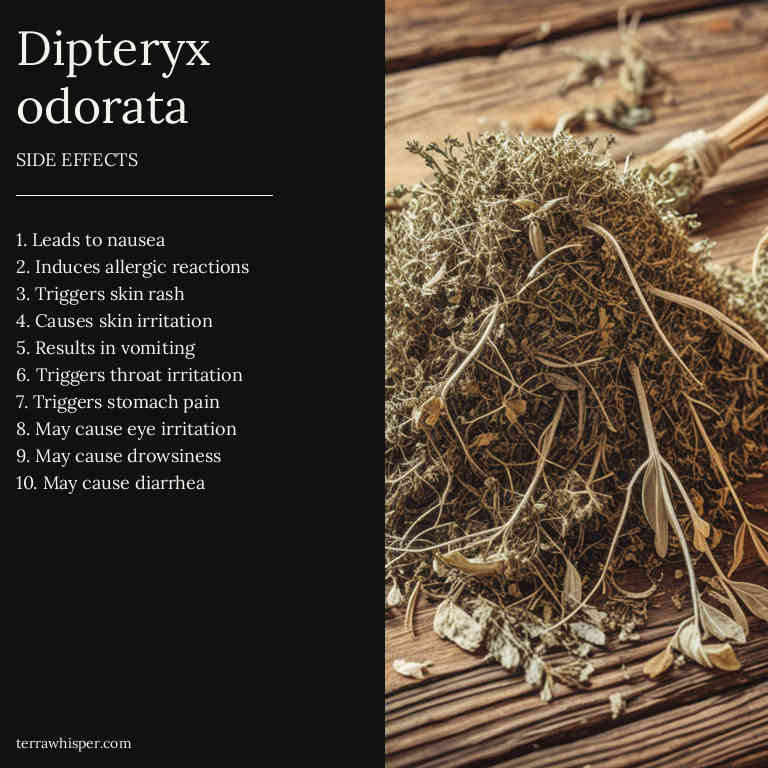 Dipteryx
odorata
SIDE EFFECTS
1. Leads to nausea
2. Induces allergic reactions
3. Triggers skin rash
4. Causes skin irritation
5. Results in vomiting
6. Triggers throat irritation
7. Triggers stomach pain
8. May cause eye irritation
9. May cause drowsiness
10. May cause diarrhea
terrawhisper.com